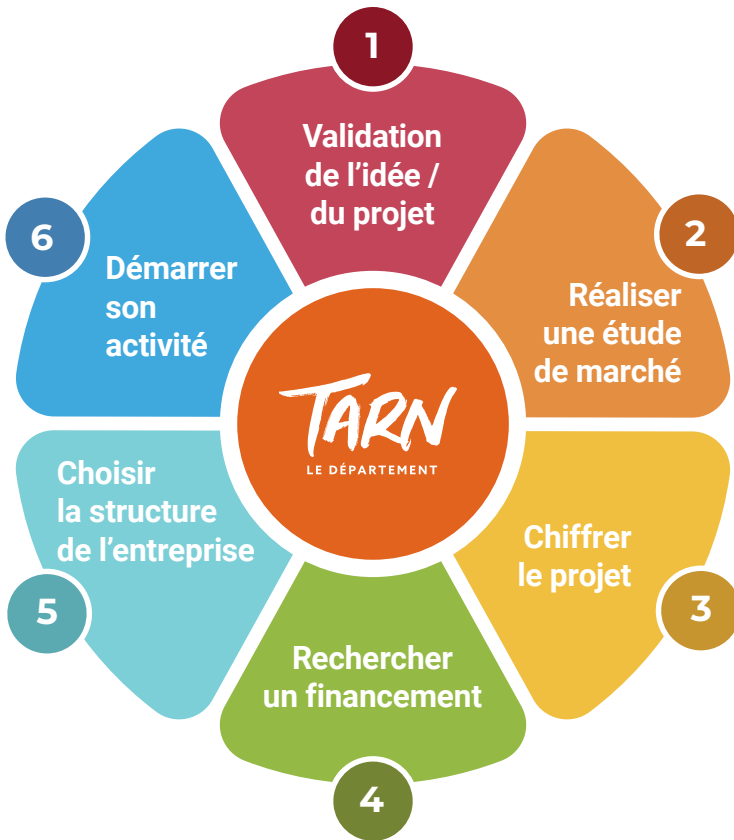 1
Validation
de l'idée /
du projet
2
Réaliser
une étude
de marché
3
Chiffrer
le projet
4
Rechercher
un financement
5
Choisir
la structure
de l'entreprise
6
Démarrer
son
activité
TARN
LE DÉPARTEMENT